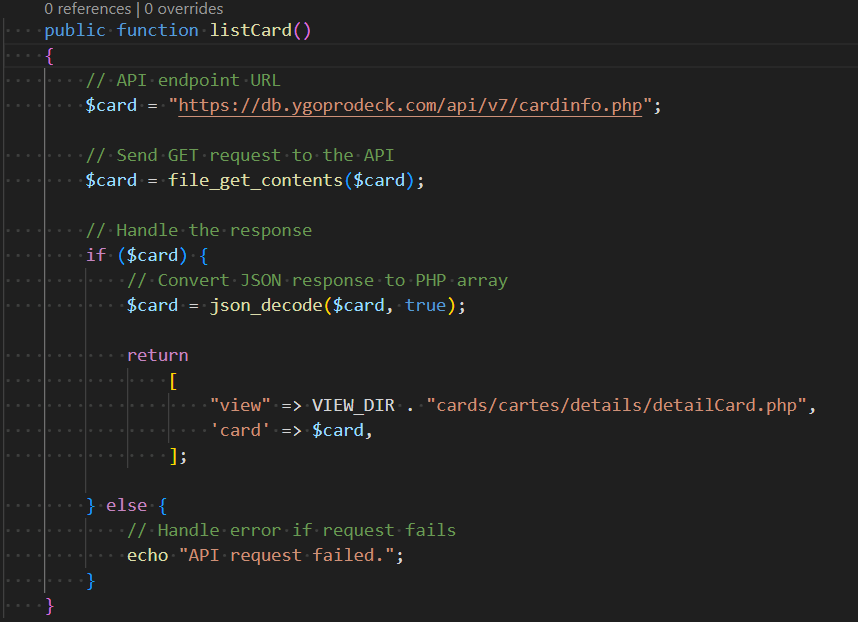 0 references | 0 overrides
public function listCard()
{
// API endpoint URL
$card = "https://db.ygoprodeck.com/api/v7/cardinfo.php";
// Send GET request to the API
$card = file_get_contents($card);
// Handle the response
if ($card) {
// Convert JSON response to PHP array
$card = json_decode($card, true);
return
[
"view" => VIEW_DIR . "cards/cartes/details/detailCard.php",
'card' => $card,
];
} else {
// Handle error if request fails
echo "API request failed.";
}
}